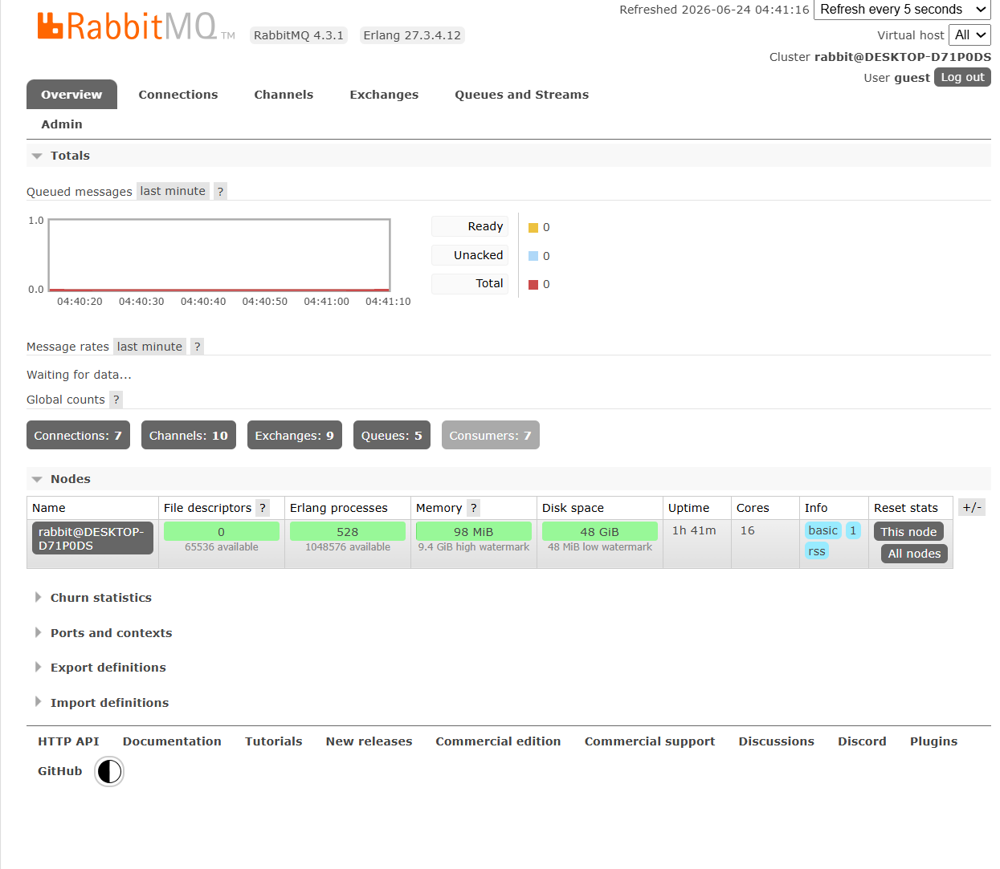 Refreshed 2026-06-24 04:41:16 Refresh every 5 seconds
RabbitMQ TM RabbitMQ 4.3.1 Erlang 27.3.4.12
Virtual host All
Cluster rabbit@DESKTOP-D71P0DS
User guest Log out
Overview Connections Channels Exchanges Queues and Streams
Admin
Totals
Queued messages last minute ?
1.0
0.0
04:40:20 04:40:30 04:40:40 04:40:50 04:41:00 04:41:10
Ready 0
Unacked 0
Total 0
Message rates last minute ?
Waiting for data...
Global counts ?
Connections: 7 Channels: 10 Exchanges: 9 Queues: 5 Consumers: 7
Nodes
Name File descriptors ? Erlang processes Memory ? Disk space Uptime Cores Info Reset stats +/-
rabbit@DESKTOP-D71P0DS 0 528 98 MiB 48 GiB 1h 41m 16 basic 1 This node
65536 available 1048576 available 9.4 GiB high watermark 48 MiB low watermark rss All nodes
Churn statistics
Ports and contexts
Export definitions
Import definitions
HTTP API Documentation Tutorials New releases Commercial edition Commercial support Discussions Discord Plugins
GitHub